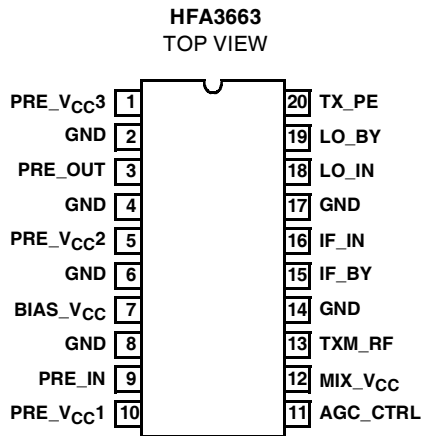 HFA3663
TOP VIEW
PRE_VCC3 1 20 TX_PE
GND 2 19 LO_BY
PRE_OUT 3 18 LO_IN
GND 4 17 GND
PRE_VCC2 5 16 IF_IN
GND 6 15 IF_BY
BIAS_VCC 7 14 GND
GND 8 13 TXM_RF
PRE_IN 9 12 MIX_VCC
PRE_VCC1 10 11 AGC_CTRL